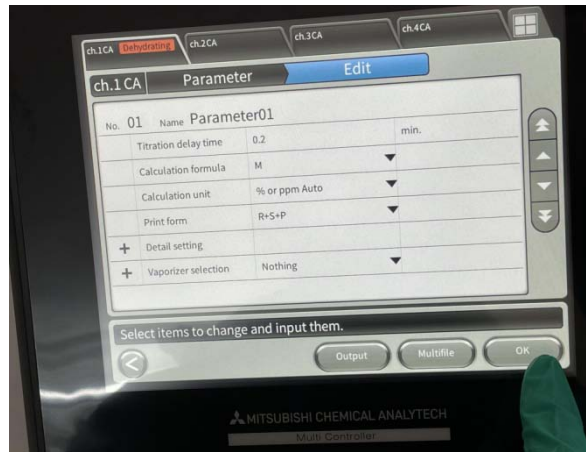 ch.1CA Dehydrating ch.2CA ch.3CA ch.4CA
ch.1 CA Parameter Edit
No. 01 Name Parameter01
Titration delay time 0.2 min.
Calculation formula M
Calculation unit % or ppm Auto
Print form R+S+P
+ Detail setting
+ Vaporizer selection Nothing
Select items to change and input them.
< Output Multifile OK
MITSUBISHI CHEMICAL ANALYTECH
Multi Controller